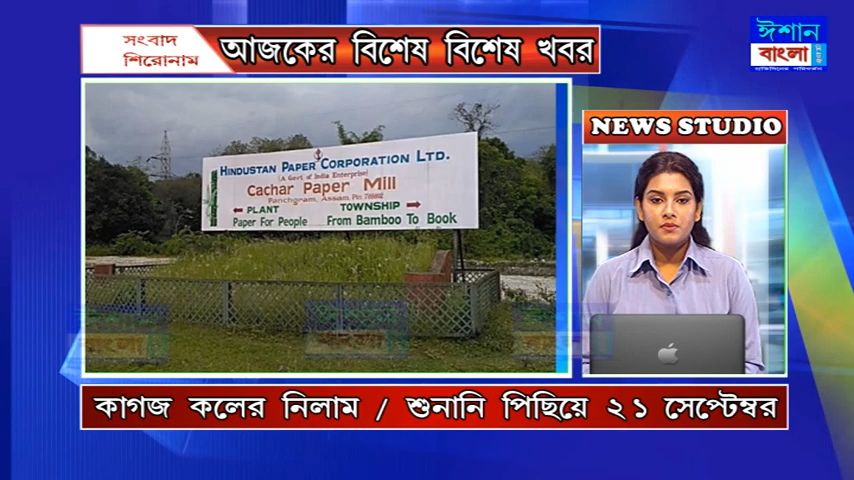 সংবাদ
শিরোনাম
আজকের বিশেষ বিশেষ খবর
ঈশান
বাংলা
NEWS STUDIO
HINDUSTAN PAPER CORPORATION LTD.
(A Govt of India Enterprise)
Cachar Paper Mill
Panchgram, Assam
PLANT
TOWNSHIP
Paper For People
From Bamboo To Book
ঈশান
বাংলা
কাগজ কলের নিলাম / শুনানি পিছিয়ে ২১ সেপ্টেম্বর